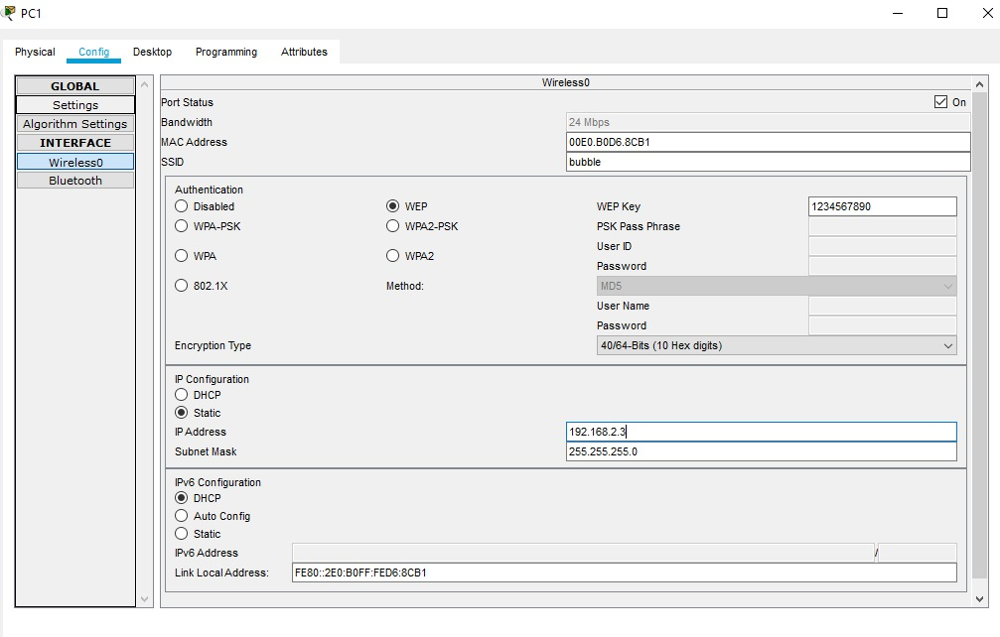 PC1
Physical Config Desktop Programming Attributes
GLOBAL
Settings
Algorithm Settings
INTERFACE
Wireless0
Bluetooth
Wireless0
Port Status On
Bandwidth 24 Mbps
MAC Address 00E0.B0D6.8CB1
SSID bubble
Authentication
Disabled WEP WEP Key 1234567890
WPA-PSK WPA2-PSK PSK Pass Phrase
User ID
WPA WPA2
Password
802.1X Method: MD5
User Name
Password
Encryption Type 40/64-Bits (10 Hex digits)
IP Configuration
DHCP
Static
IP Address 192.168.2.3
Subnet Mask 255.255.255.0
IPv6 Configuration
DHCP
Auto Config
Static
IPv6 Address /
Link Local Address: FE80::2E0:B0FF:FED6:8CB1